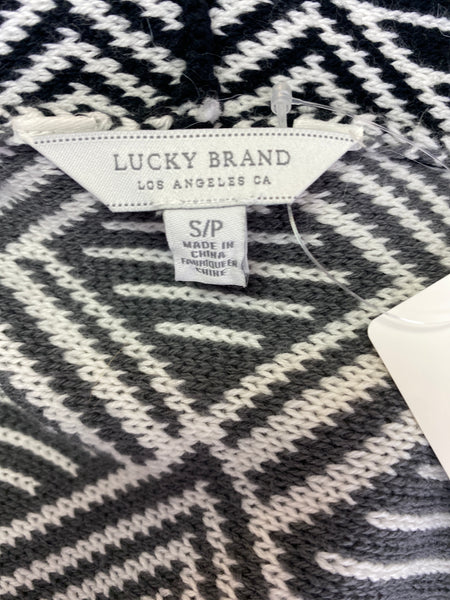 LUCKY BRAND
LOS ANGELES CA
S/P
MADE IN
CHINA
FABRIQUÉ EN
CHINE